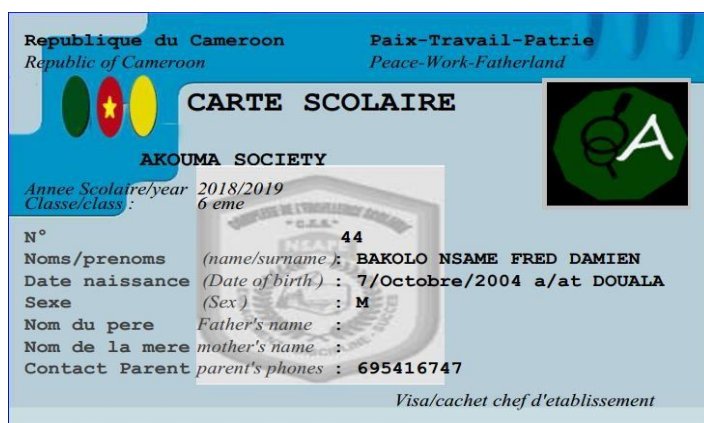 Republique du Cameroon Paix-Travail-Patrie
Republic of Cameroon Peace-Work-Fatherland
CARTE SCOLAIRE
A
AKOUMA SOCIETY
Annee Scolaire/year 2018/2019
Classe/class : 6 eme
N° 44
Noms/prenoms (name/surname ): BAKOLO NSAME FRED DAMIEN
Date naissance (Date of birth ) : 7/Octobre/2004 a/at DOUALA
Sexe (Sex ) : M
Nom du pere Father's name :
Nom de la mere mother's name :
Contact Parent parent's phones : 695416747
Visa/cachet chef d'etablissement
"C.E.S."
NSAPE